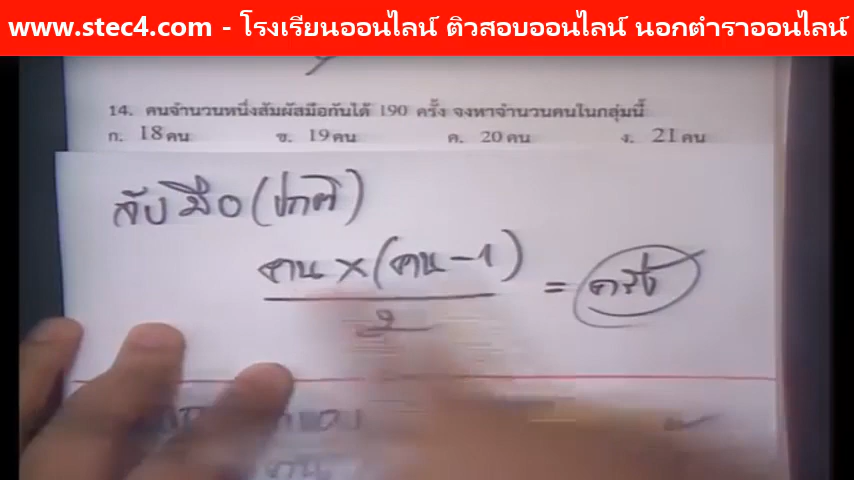 www.stec4.com - โรงเรียนออนไลน์ ติวสอบออนไลน์ นอกตำราออนไลน์
14. คนจำนวนหนึ่งสัมผัสมือกันได้ 190 ครั้ง จงหาจำนวนคนในกลุ่มนี้
ก. 18 คน ข. 19 คน ค. 20 คน ง. 21 คน
จับมือ (ปกติ)
คน × (คน - 1)
= ครั้ง
2